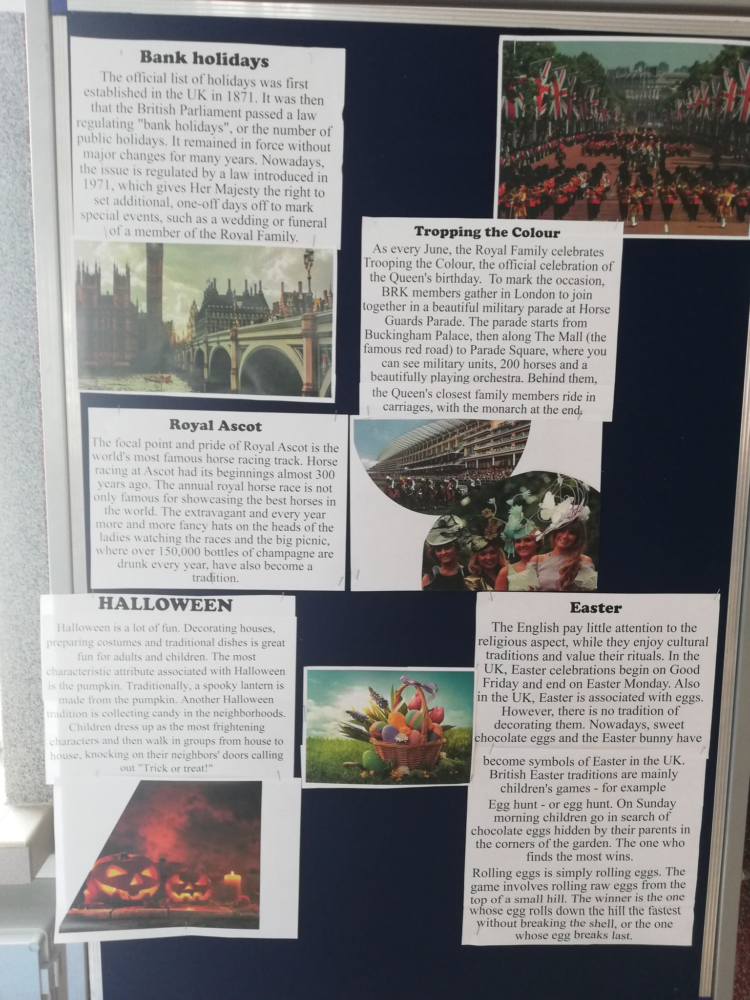 Bank holidays
The official list of holidays was first
established in the UK in 1871. It was then
that the British Parliament passed a law
regulating "bank holidays", or the number of
public holidays. It remained in force without
major changes for many years. Nowadays,
the issue is regulated by a law introduced in
1971, which gives Her Majesty the right to
set additional, one-off days off to mark
special events, such as a wedding or funeral
of a member of the Royal Family.
Tropping the Colour
As every June, the Royal Family celebrates
Trooping the Colour, the official celebration of
the Queen's birthday. To mark the occasion,
BRK members gather in London to join
together in a beautiful military parade at Horse
Guards Parade. The parade starts from
Buckingham Palace, then along The Mall (the
famous red road) to Parade Square, where you
can see military units, 200 horses and a
beautifully playing orchestra. Behind them,
the Queen's closest family members ride in
carriages, with the monarch at the end.
Royal Ascot
The focal point and pride of Royal Ascot is the
world's most famous horse racing track. Horse
racing at Ascot had its beginnings almost 300
years ago. The annual royal horse race is not
only famous for showcasing the best horses in
the world. The extravagant and every year
more and more fancy hats on the heads of the
ladies watching the races and the big picnic,
where over 150,000 bottles of champagne are
drunk every year, have also become a
tradition.
HALLOWEEN
Halloween is a lot of fun. Decorating houses,
preparing costumes and traditional dishes is great
fun for adults and children. The most
characteristic attribute associated with Halloween
is the pumpkin. Traditionally, a spooky lantern is
made from the pumpkin. Another Halloween
tradition is collecting candy in the neighborhoods.
Children dress up as the most frightening
characters and then walk in groups from house to
house, knocking on their neighbors' doors calling
out "Trick or treat!"
Easter
The English pay little attention to the
religious aspect, while they enjoy cultural
traditions and value their rituals. In the
UK, Easter celebrations begin on Good
Friday and end on Easter Monday. Also
in the UK, Easter is associated with eggs.
However, there is no tradition of
decorating them. Nowadays, sweet
chocolate eggs and the Easter bunny have
become symbols of Easter in the UK.
British Easter traditions are mainly
children's games - for example
Egg hunt - or egg hunt. On Sunday
morning children go in search of
chocolate eggs hidden by their parents in
the corners of the garden. The one who
finds the most wins.
Rolling eggs is simply rolling eggs. The
game involves rolling raw eggs from the
top of a small hill. The winner is the one
whose egg rolls down the hill the fastest
without breaking the shell, or the one
whose egg breaks last.